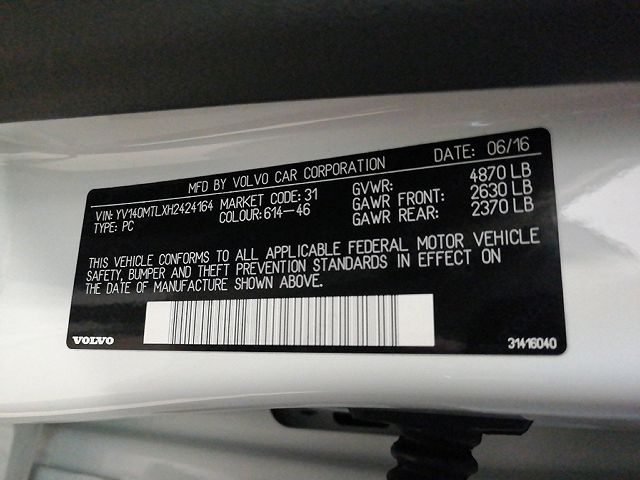 MFD BY VOLVO CAR CORPORATION DATE: 06/16
VIN: YV140MTLXH2424164 MARKET CODE: 31 GVWR: 4870 LB
TYPE: PC COLOUR: 614-46 GAWR FRONT: 2630 LB
GAWR REAR: 2370 LB
THIS VEHICLE CONFORMS TO ALL APPLICABLE FEDERAL MOTOR VEHICLE
SAFETY, BUMPER AND THEFT PREVENTION STANDARDS IN EFFECT ON
THE DATE OF MANUFACTURE SHOWN ABOVE.
VOLVO 31416040